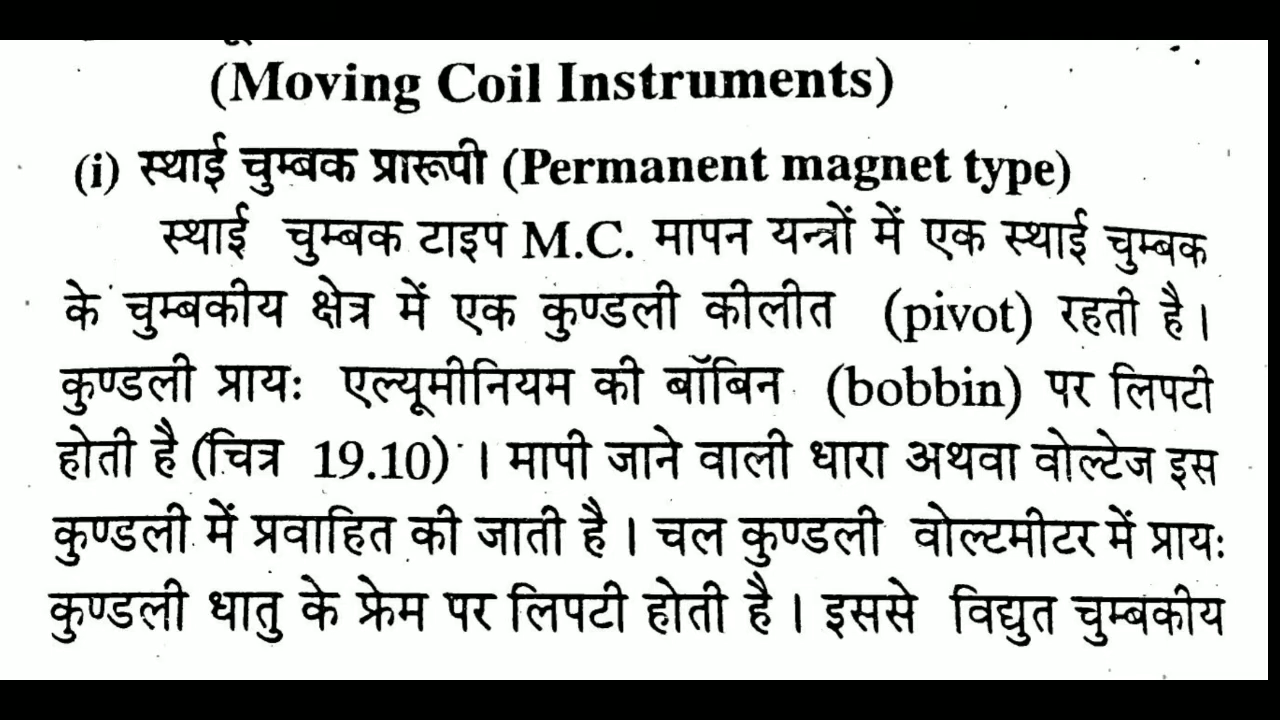 (Moving Coil Instruments)
(i) स्थाई चुम्बक प्रारूपी (Permanent magnet type)
स्थाई चुम्बक टाइप M.C. मापन यन्त्रों में एक स्थाई चुम्बक
के चुम्बकीय क्षेत्र में एक कुण्डली कीलीत (pivot) रहती है।
कुण्डली प्रायः एल्यूमीनियम की बॉबिन (bobbin) पर लिपटी
होती है (चित्र 19.10) । मापी जाने वाली धारा अथवा वोल्टेज इस
कुण्डली में प्रवाहित की जाती है। चल कुण्डली वोल्टमीटर में प्रायः
कुण्डली धातु के फ्रेम पर लिपटी होती है। इससे विद्युत चुम्बकीय